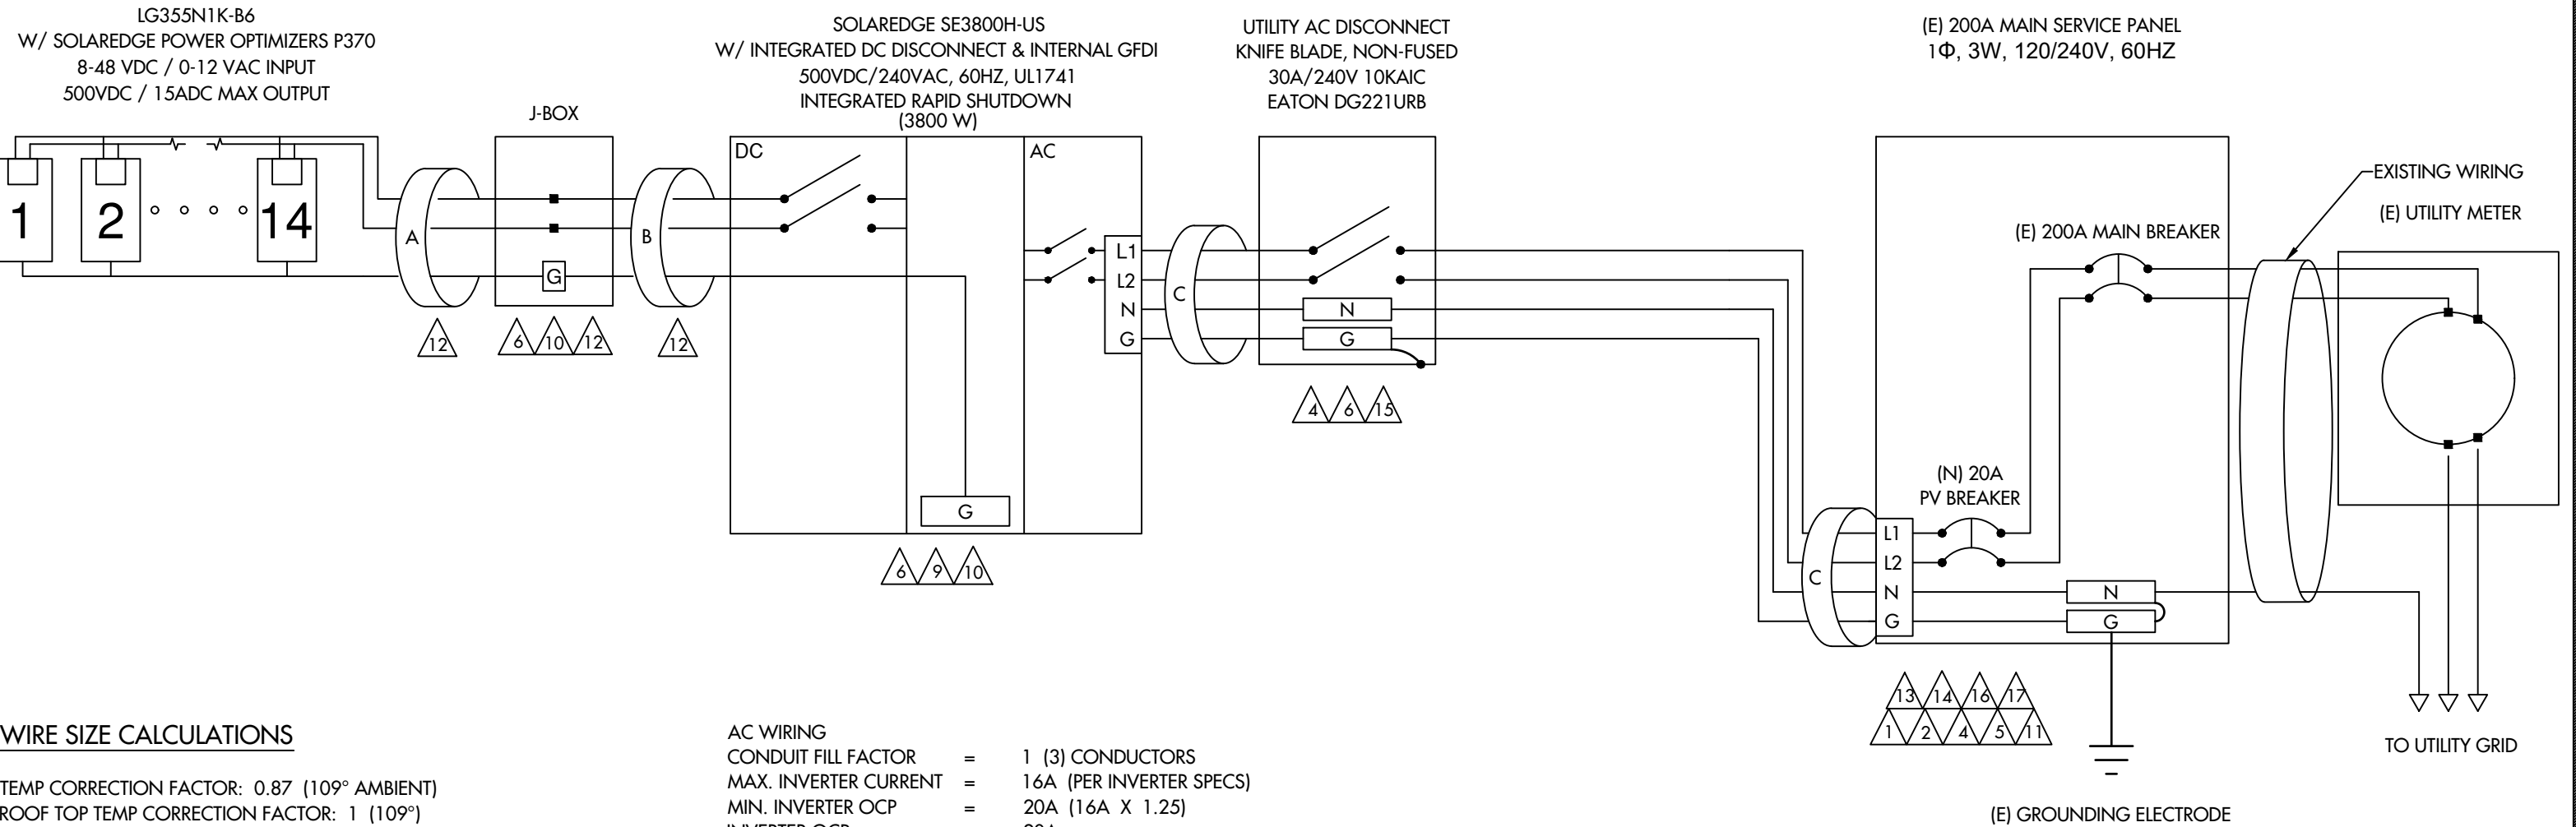 LG355N1K-B6
W/ SOLAREDGE POWER OPTIMIZERS P370
8-48 VDC / 0-12 VAC INPUT
500VDC / 15ADC MAX OUTPUT
J-BOX
SOLAREDGE SE3800H-US
W/ INTEGRATED DC DISCONNECT & INTERNAL GFDI
500VDC/240VAC, 60HZ, UL1741
INTEGRATED RAPID SHUTDOWN
(3800 W)
UTILITY AC DISCONNECT
KNIFE BLADE, NON-FUSED
30A/240V 10KAIC
EATON DG221URB
(E) 200A MAIN SERVICE PANEL
1Φ, 3W, 120/240V, 60HZ
1
2
14
A
G
B
DC
AC
G
L1
L2
N
G
C
N
G
EXISTING WIRING
(E) UTILITY METER
(E) 200A MAIN BREAKER
(N) 20A
PV BREAKER
C
L1
L2
N
G
N
G
12
6 10 12
12
6 9 10
4 6 15
13 14 16 17
1 2 4 5 11
TO UTILITY GRID
(E) GROUNDING ELECTRODE
WIRE SIZE CALCULATIONS
TEMP CORRECTION FACTOR: 0.87 (109° AMBIENT)
ROOF TOP TEMP CORRECTION FACTOR: 1 (109°)
AC WIRING
CONDUIT FILL FACTOR = 1 (3) CONDUCTORS
MAX. INVERTER CURRENT = 16A (PER INVERTER SPECS)
MIN. INVERTER OCP = 20A (16A X 1.25)